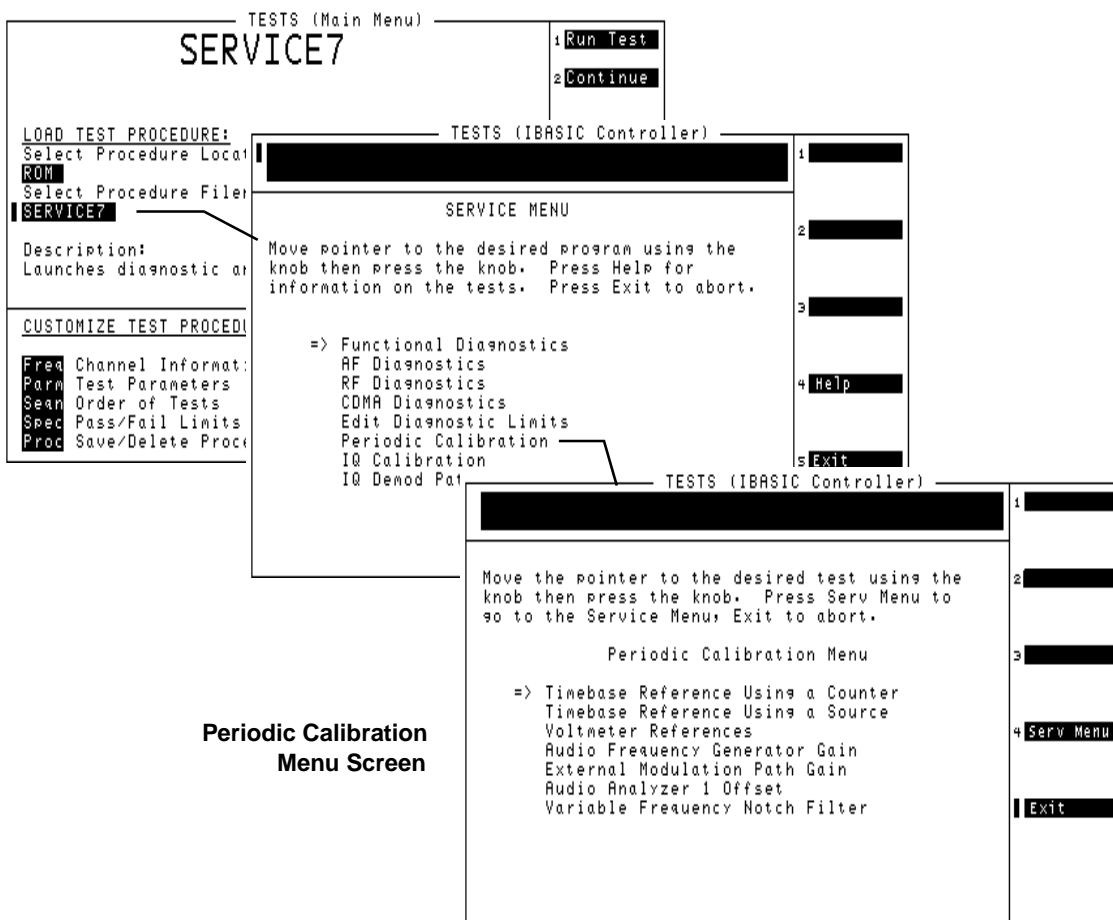 TESTS (Main Menu)
SERVICE7
1 Run Test
2 Continue
LOAD TEST PROCEDURE:
Select Procedure Locat
ROM
Select Procedure Filen
SERVICE7
Description:
Launches diagnostic an
CUSTOMIZE TEST PROCEDU
Freq Channel Informat
Parm Test Parameters
Seqn Order of Tests
Spec Pass/Fail Limits
Proc Save/Delete Proce
TESTS (IBASIC Controller)
1
SERVICE MENU
2
Move pointer to the desired program using the
knob then press the knob. Press Help for
information on the tests. Press Exit to abort.
3
=> Functional Diagnostics
AF Diagnostics
RF Diagnostics
4 Help
CDMA Diagnostics
Edit Diagnostic Limits
Periodic Calibration
IQ Calibration
5 Exit
IQ Demod Pat
TESTS (IBASIC Controller)
1
Move the pointer to the desired test using the
2
knob then press the knob. Press Serv Menu to
go to the Service Menu, Exit to abort.
Periodic Calibration Menu
3
=> Timebase Reference Using a Counter
Timebase Reference Using a Source
Voltmeter References
4 Serv Menu
Audio Frequency Generator Gain
External Modulation Path Gain
Audio Analyzer 1 Offset
Variable Frequency Notch Filter
Exit
Periodic Calibration
Menu Screen